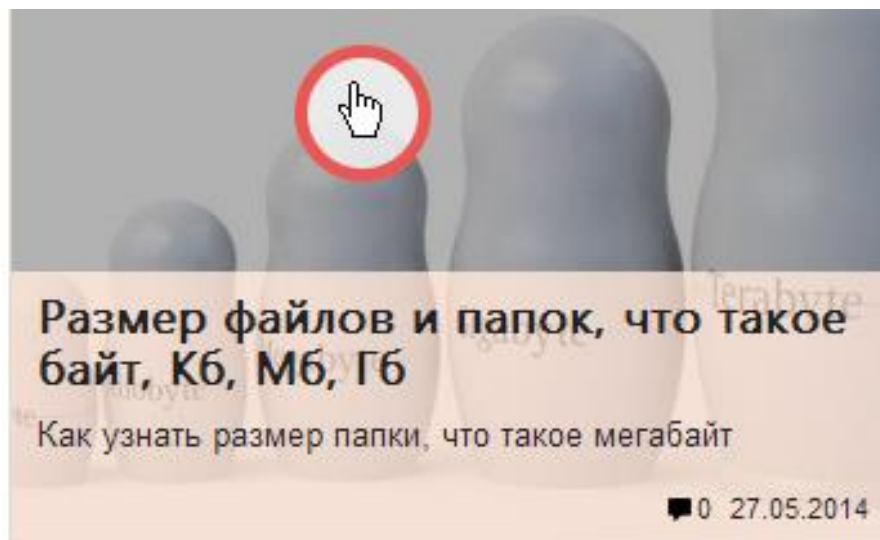 Terabyte
Размер файлов и папок, что такое
байт, Кб, Мб, Гб
Как узнать размер папки, что такое мегабайт
0 27.05.2014